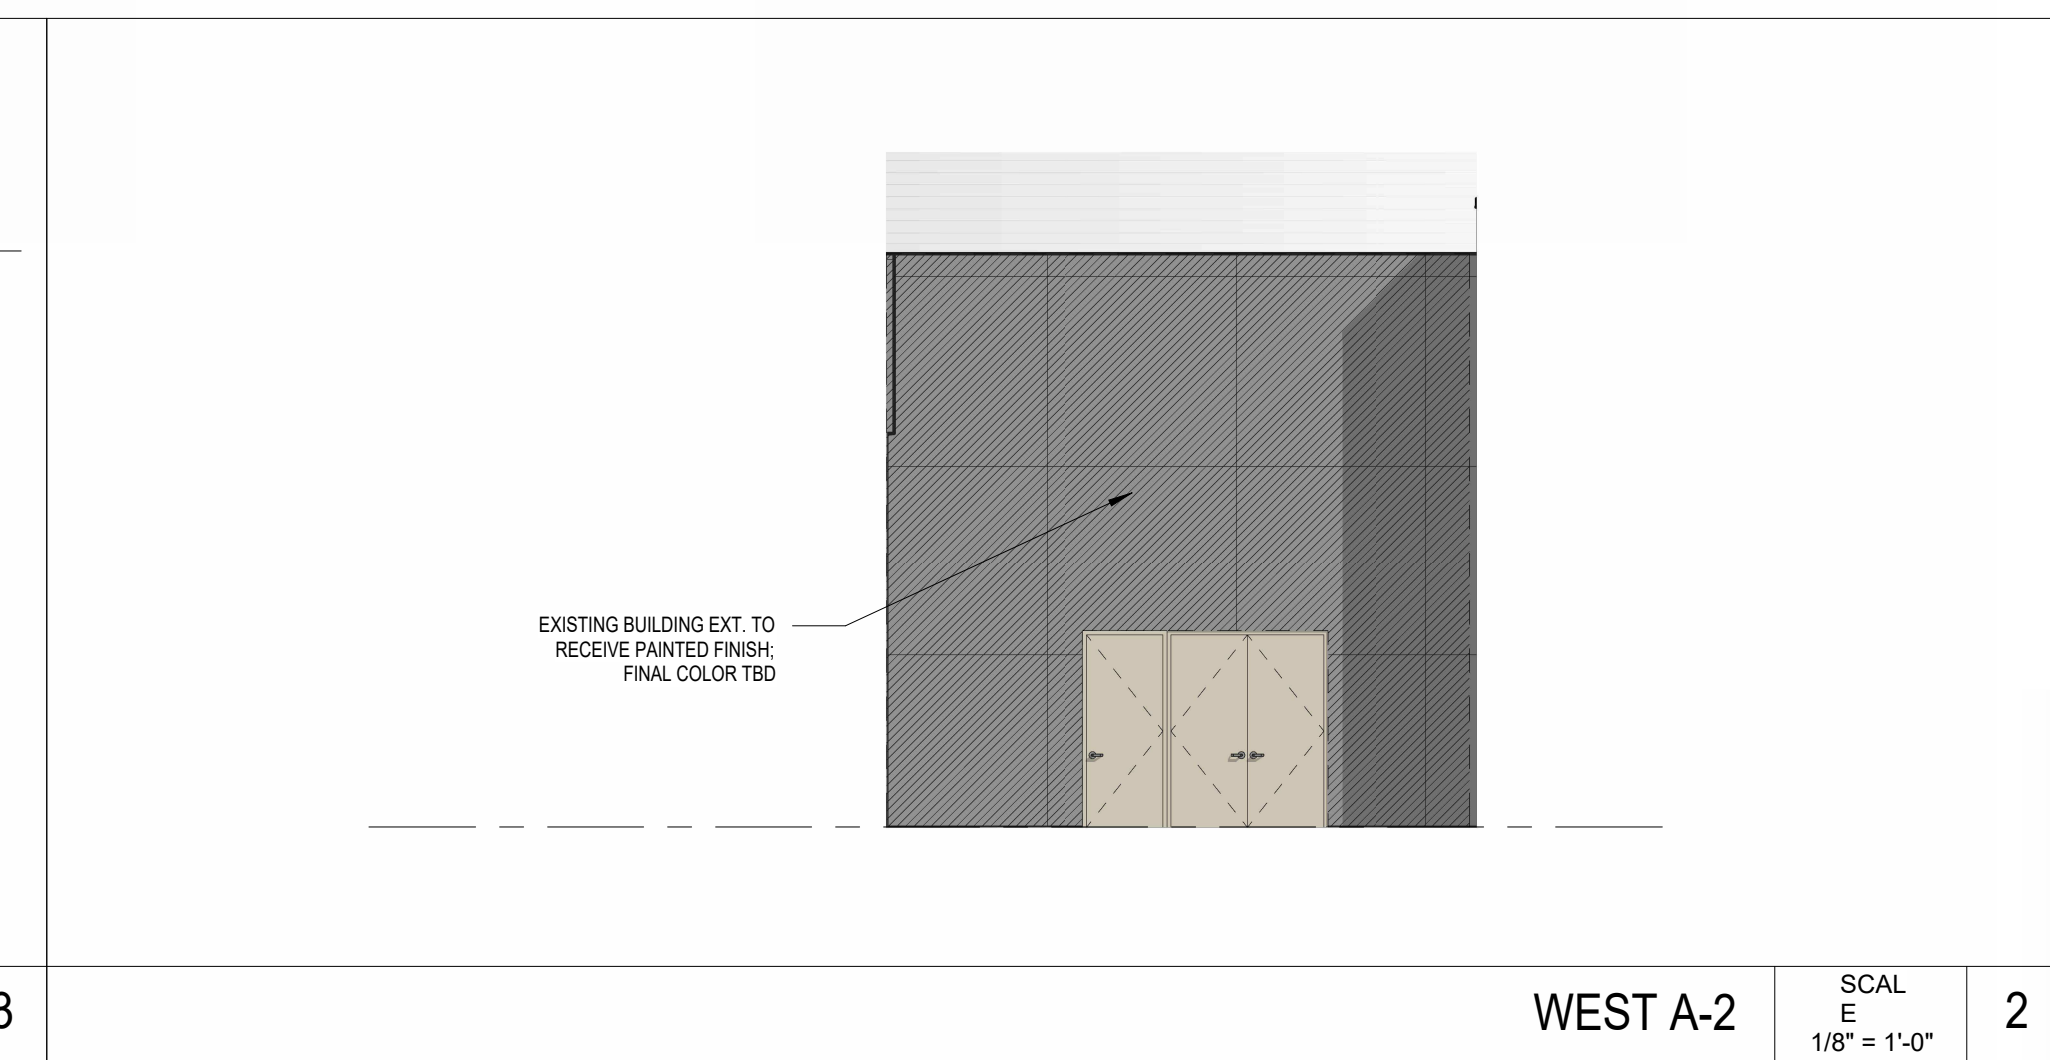 EXISTING BUILDING EXT. TO
RECEIVE PAINTED FINISH;
FINAL COLOR TBD
3
WEST A-2
SCAL
E
1/8" = 1'-0"
2